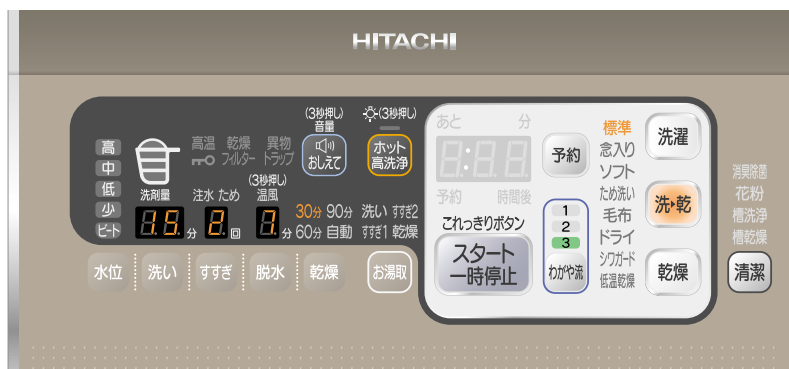 HITACHI
(3秒押し)
音量
おしえて
(3秒押し)
ホット
高洗浄
高
中
低
少
ビート
高温
乾燥
フィルター
異物
トラップ
洗剤量
注水 ため
(3秒押し)
温風
15 分
2 回
1 分
30分 90分
60分 自動
洗い すすぎ2
すすぎ1 乾燥
水位
洗い
すすぎ
脱水
乾燥
お湯取
あと 分
8:88
予約 時間後
予約
これっきりボタン
スタート
一時停止
1
2
3
わがや流
標準
念入り
ソフト
ため洗い
毛布
ドライ
シワガード
低温乾燥
洗濯
洗・乾
乾燥
消臭除菌
花粉
槽洗浄
槽乾燥
清潔